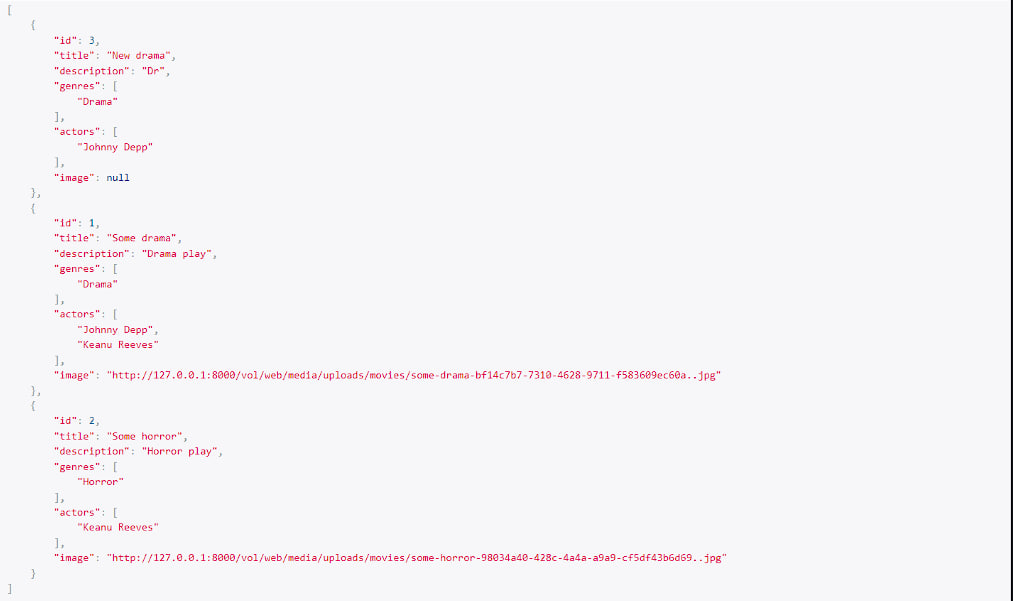 [
    {
        "id": 3,
        "title": "New drama",
        "description": "Dr",
        "genres": [
            "Drama"
        ],
        "actors": [
            "Johnny Depp"
        ],
        "image": null
    },
    {
        "id": 1,
        "title": "Some drama",
        "description": "Drama play",
        "genres": [
            "Drama"
        ],
        "actors": [
            "Johnny Depp",
            "Keanu Reeves"
        ],
        "image": "http://127.0.0.1:8000/vol/web/media/uploads/movies/some-drama-bf14c7b7-7310-4628-9711-f583609ec60a..jpg"
    },
    {
        "id": 2,
        "title": "Some horror",
        "description": "Horror play",
        "genres": [
            "Horror"
        ],
        "actors": [
            "Keanu Reeves"
        ],
        "image": "http://127.0.0.1:8000/vol/web/media/uploads/movies/some-horror-98034a40-428c-4a4a-a9a9-cf5df43b6d69..jpg"
    }
]